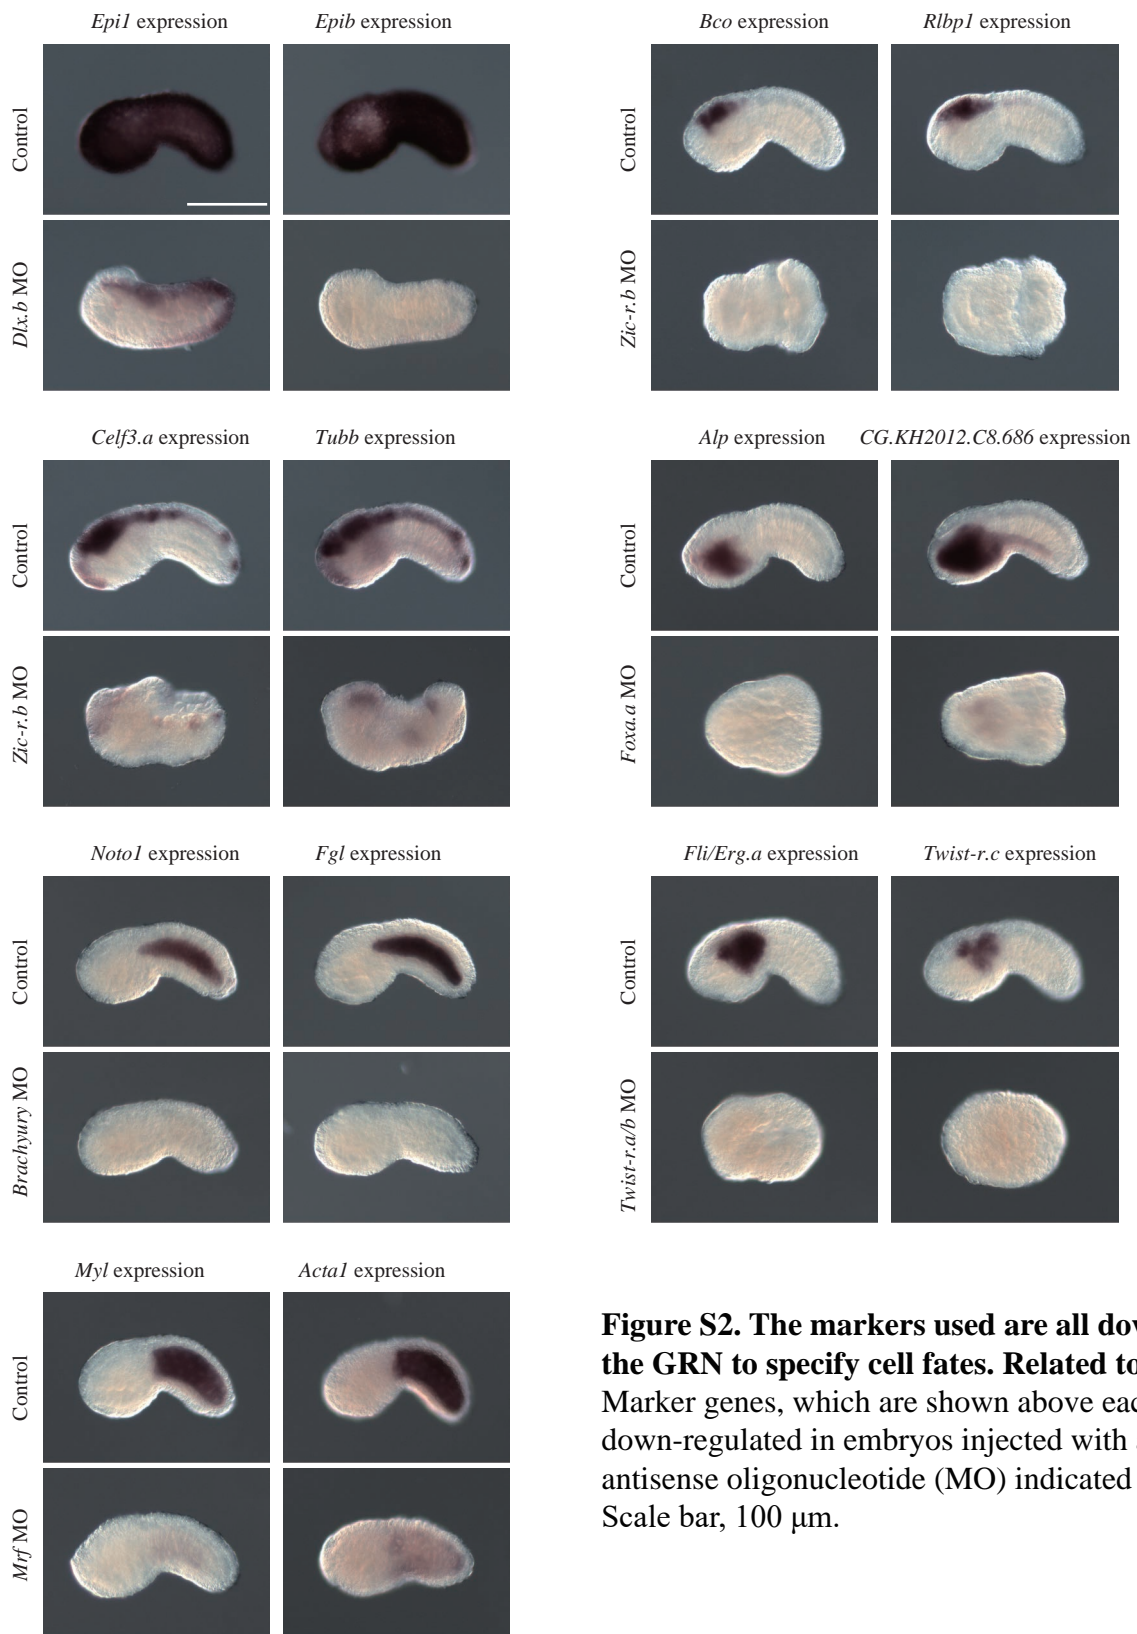 Epi1 expression
Epib expression
Control
Dlx.b MO
Bco expression
Rlbp1 expression
Control
Zic-r.b MO
Celf3.a expression
Tubb expression
Control
Zic-r.b MO
Alp expression
CG.KH2012.C8.686 expression
Control
Foxa.a MO
Noto1 expression
Fgl expression
Control
Brachyury MO
Fli/Erg.a expression
Twist-r.c expression
Control
Twist-r.a/b MO
Myl expression
Acta1 expression
Control
Mrf MO
Figure S2. The markers used are all
the GRN to specify cell fates. Related to
Marker genes, which are shown above
down-regulated in embryos injected with
antisense oligonucleotide (MO) indicated
Scale bar, 100 μm.